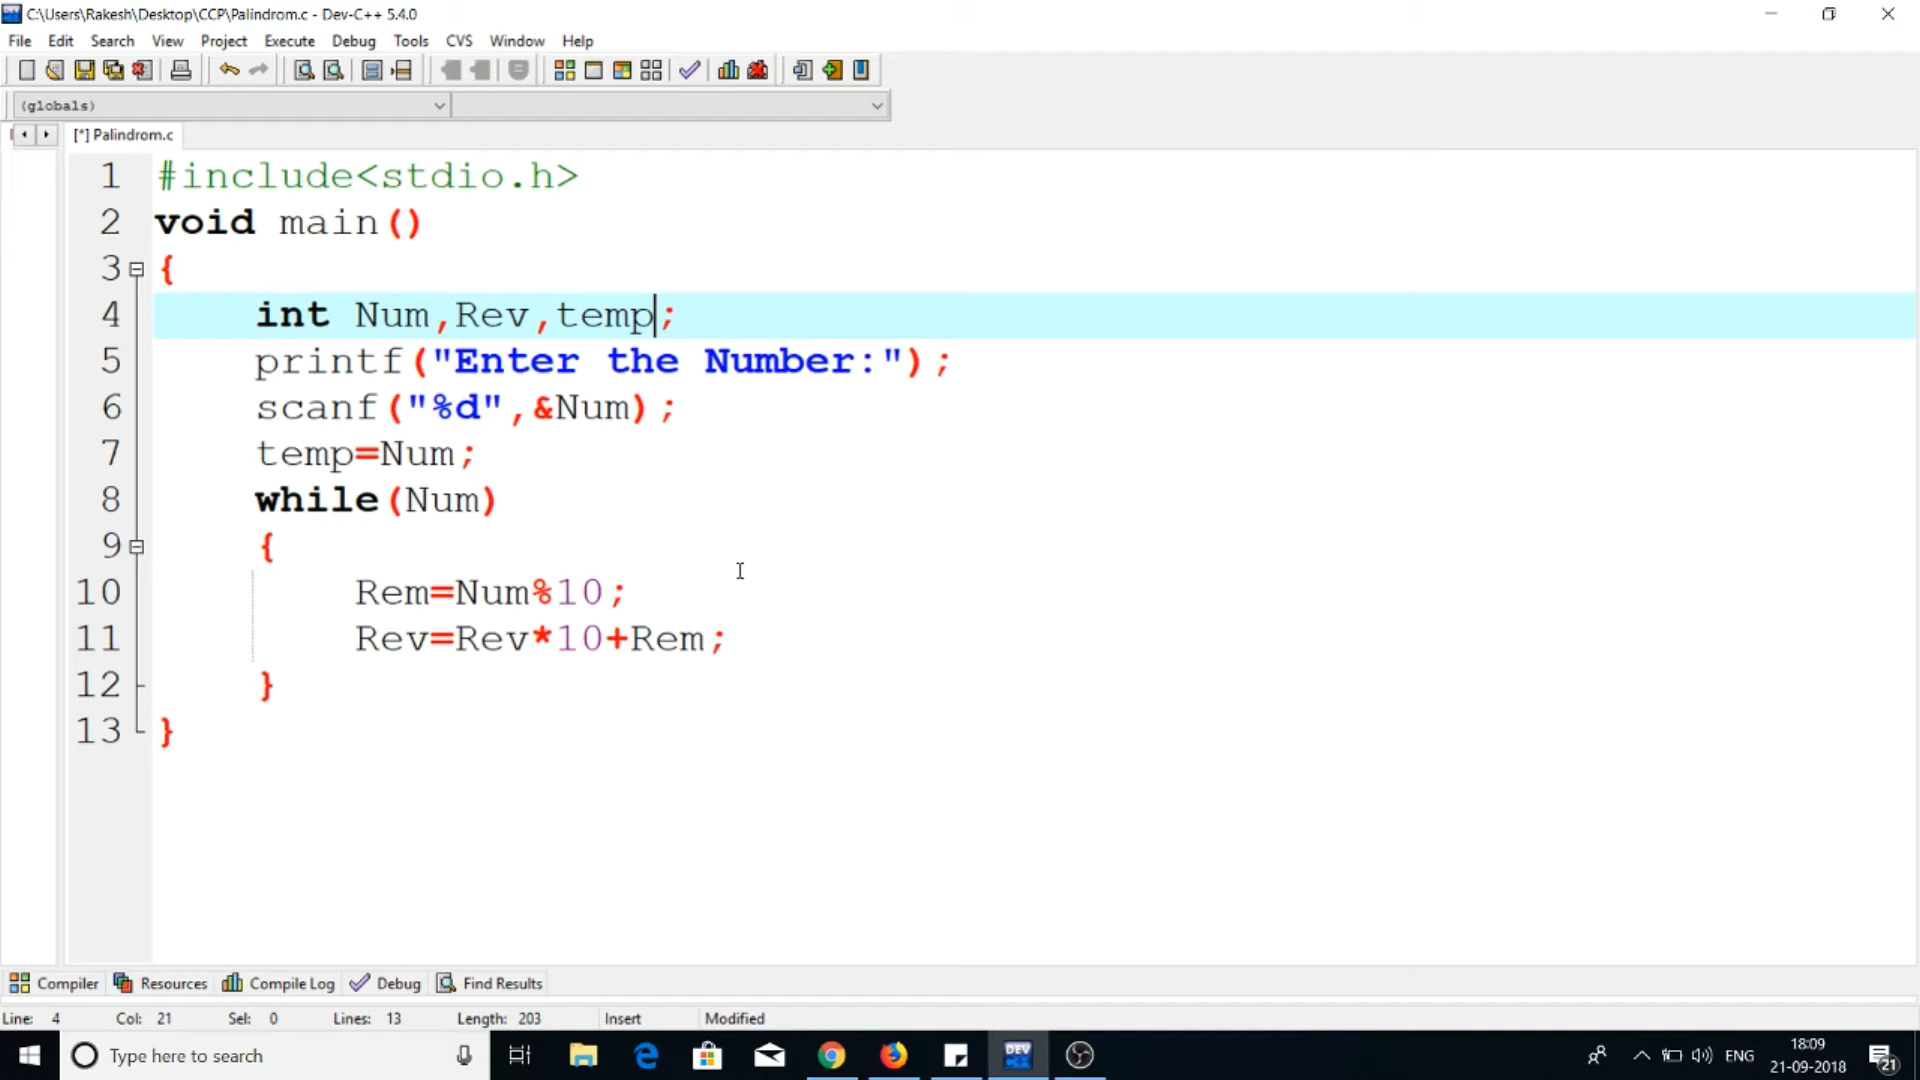 C:\Users\Rakesh\Desktop\CCP\Palindrom.c - Dev-C++ 5.4.0
File Edit Search View Project Execute Debug Tools CVS Window Help
(globals)
[*] Palindrom.c
1 #include<stdio.h>
2 void main()
3 {
4 int Num,Rev,temp;
5 printf("Enter the Number:");
6 scanf("%d",&Num);
7 temp=Num;
8 while(Num)
9 {
10 Rem=Num%10;
11 Rev=Rev*10+Rem;
12 }
13 }
Compiler Resources Compile Log Debug Find Results
Line: 4 Col: 21 Sel: 0 Lines: 13 Length: 203 Insert Modified
Type here to search
DEV
ENG
18:09
21-09-2018
21